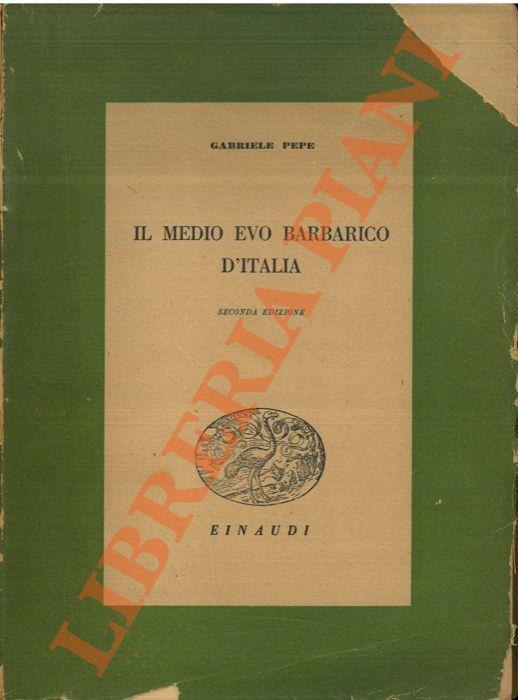 GABRIELE PEPE
IL MEDIO EVO BARBARICO
D'ITALIA
SECONDA EDIZIONE
EINAUDI
LIBRERIA PIANI